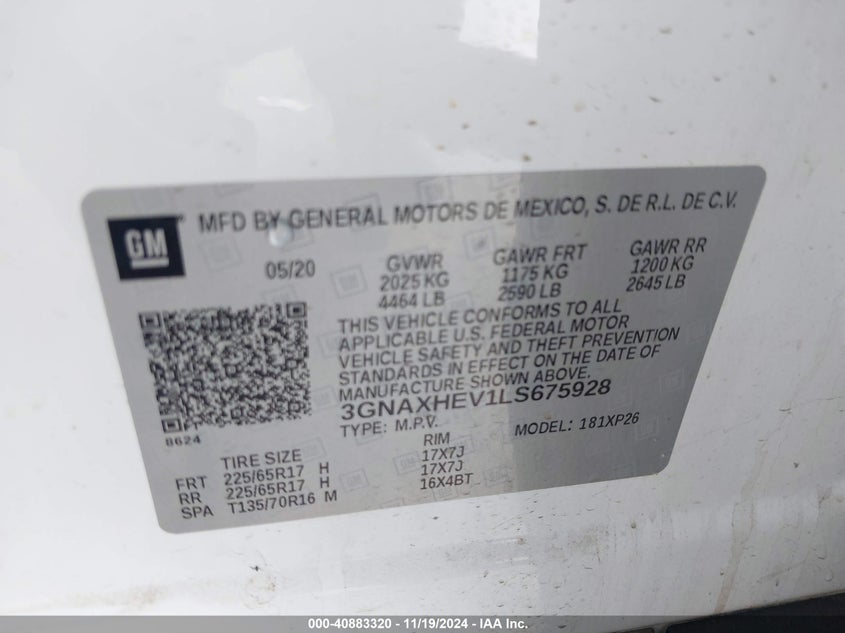 GM
MFD BY GENERAL MOTORS DE MEXICO, S. DE R.L. DE C.V.
05/20
GVWR
2025 KG
4464 LB
GAWR FRT
1175 KG
2590 LB
GAWR RR
1200 KG
2645 LB
THIS VEHICLE CONFORMS TO ALL
APPLICABLE U.S. FEDERAL MOTOR
VEHICLE SAFETY AND THEFT PREVENTION
STANDARDS IN EFFECT ON THE DATE OF
MANUFACTURE SHOWN ABOVE.
3GNAXHEV1LS675928
TYPE: M.P.V.
MODEL: 181XP26
8624
TIRE SIZE RIM
FRT 225/65R17 H 17X7J
RR 225/65R17 H 17X7J
SPA T135/70R16 M 16X4BT
000-40883320 - 11/19/2024 - IAA Inc.